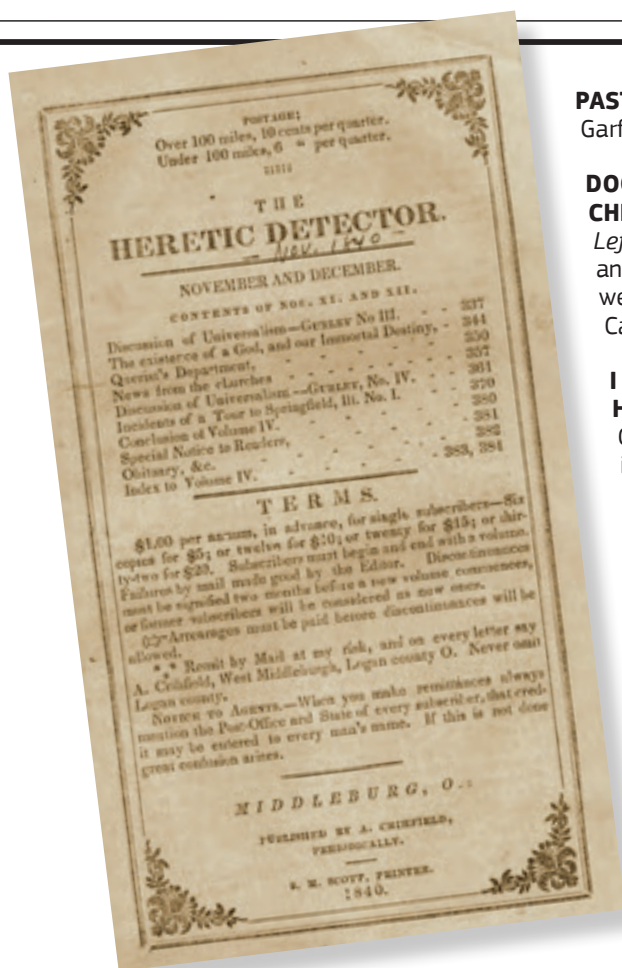 POSTAGE;
Over 100 miles, 10 cents per quarter.
Under 100 miles, 6 " per quarter.
THE
HERETIC DETECTOR.
Nov. 1840
NOVEMBER AND DECEMBER.
CONTENTS OF NOS. XI. AND XII.
Discussion of Universalism—GURLEY No III. - - 337
The existence of a God, and our Immortal Destiny, - 344
Querist's Department, - - - - 350
News from the churches - - - - 357
Discussion of Universalism—GURLEY, No. IV. - - 361
Incidents of a Tour to Springfield, Ill. No. I. - 370
Conclusion of Volume IV. - - - - 380
Special Notice to Readers, - - - - 381
Obituary, &c. - - - - 382
Index to Volume IV. - - - - 383, 384
TERMS.
$1,00 per annum, in advance, for single subscribers—Six
copies for $5; or twelve for $10; or twenty for $15; or thir-
ty-two for $20. Subscribers must begin and end with a volume.
Failures by mail made good by the Editor. Discontinuances
must be signified two months before a new volume commences,
or former subscribers will be considered as new ones.
Arrearages must be paid before discontinuances will be
allowed.
* * Remit by Mail at my risk, and on every letter say
A. Crihfield, West Middleburgh, Logan county O. Never omit
Logan county.
NOTICE TO AGENTS.—When you make remittances always
mention the Post-Office and State of every subscriber, that cred-
it may be entered to every man's name. If this is not done
great confusion arises.
MIDDLEBURG, O.:
PUBLISHED BY A. CRIHFIELD,
PERIODICALLY.
R. M. SCOTT, PRINTER.
1840.
PAST
Garf
DOC
CHI
Lef
an
we
Ca
I
H